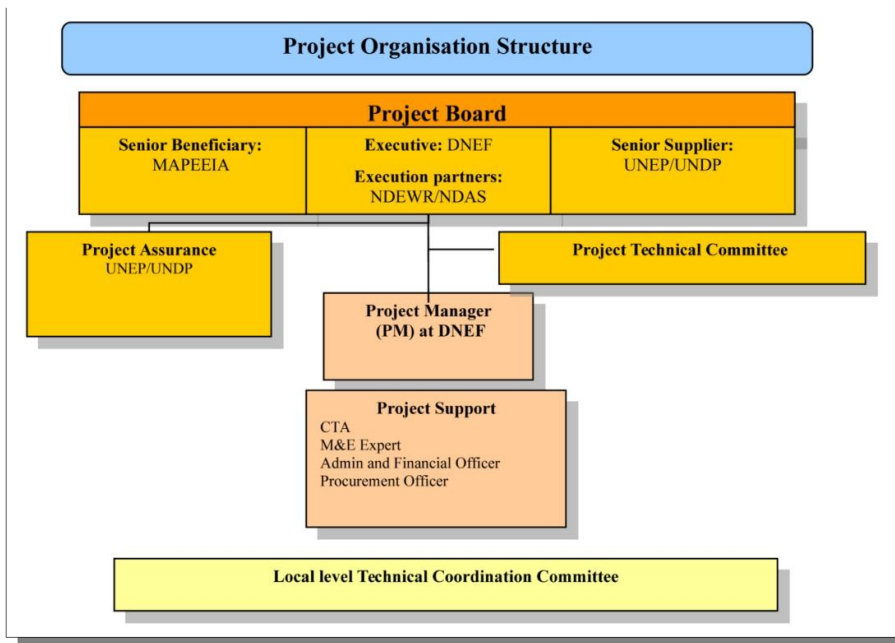 Project Organisation Structure
Project Board
Senior Beneficiary:
MAPEEIA
Executive: DNEF
Execution partners:
NDEWR/NDAS
Senior Supplier:
UNEP/UNDP
Project Assurance
UNEP/UNDP
Project Technical Committee
Project Manager
(PM) at DNEF
Project Support
CTA
M&E Expert
Admin and Financial Officer
Procurement Officer
Local level Technical Coordination Committee